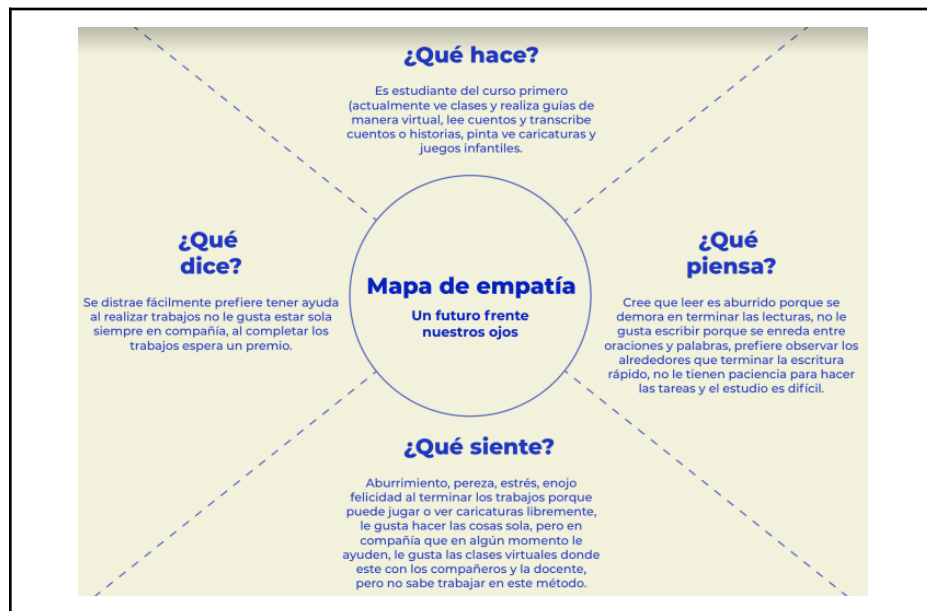 ¿Qué hace?
Es estudiante del curso primero
(actualmente ve clases y realiza guías de
manera virtual, lee cuentos y transcribe
cuentos o historias, pinta ve caricaturas y
juegos infantiles.
¿Qué
dice?
Se distrae fácilmente prefiere tener ayuda
al realizar trabajos no le gusta estar sola
siempre en compañía, al completar los
trabajos espera un premio.
Mapa de empatía
Un futuro frente
nuestros ojos
¿Qué
piensa?
Cree que leer es aburrido porque se
demora en terminar las lecturas, no le
gusta escribir porque se enreda entre
oraciones y palabras, prefiere observar los
alrededores que terminar la escritura
rápido, no le tienen paciencia para hacer
las tareas y el estudio es difícil.
¿Qué siente?
Aburrimiento, pereza, estrés, enojo
felicidad al terminar los trabajos porque
puede jugar o ver caricaturas libremente,
le gusta hacer las cosas sola, pero en
compañía que en algún momento le
ayuden, le gusta las clases virtuales donde
este con los compañeros y la docente,
pero no sabe trabajar en este método.